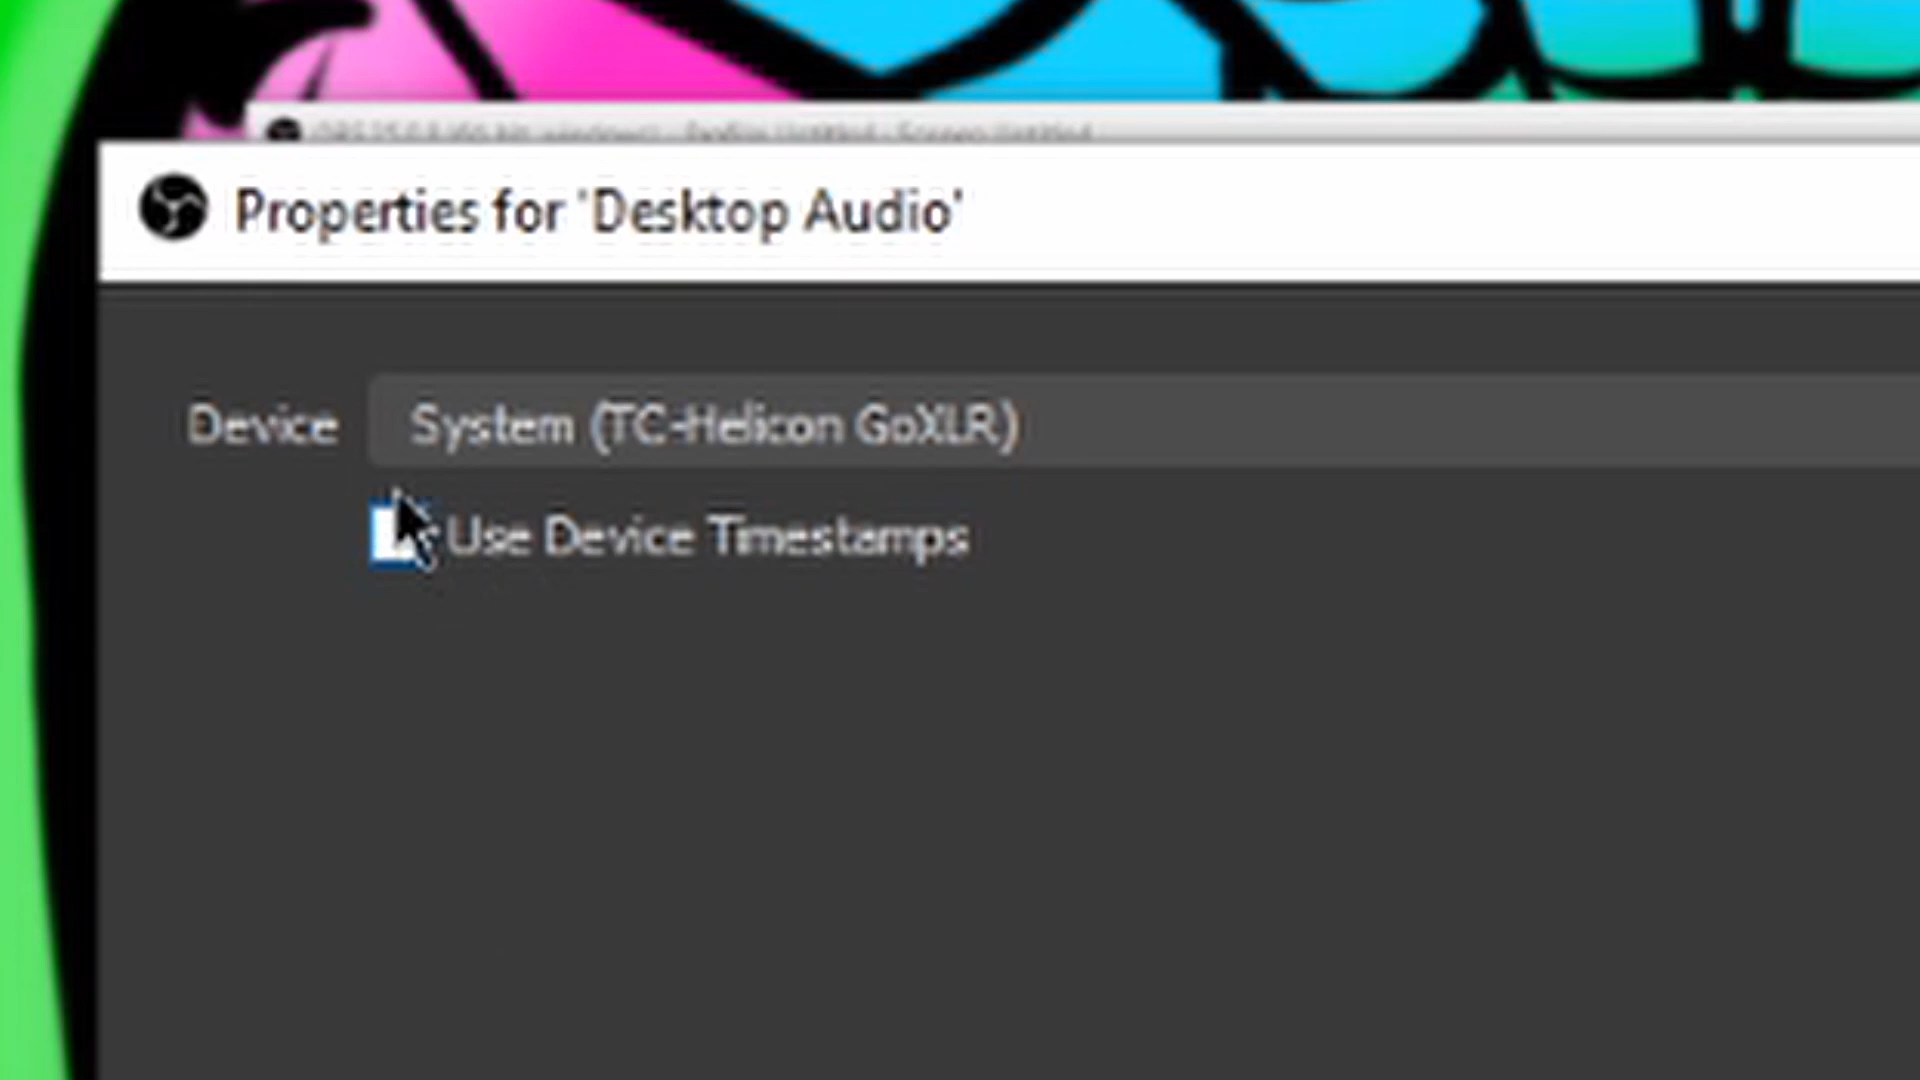 Properties for 'Desktop Audio'
Device System (TC-Helicon GoXLR)
Use Device Timestamps